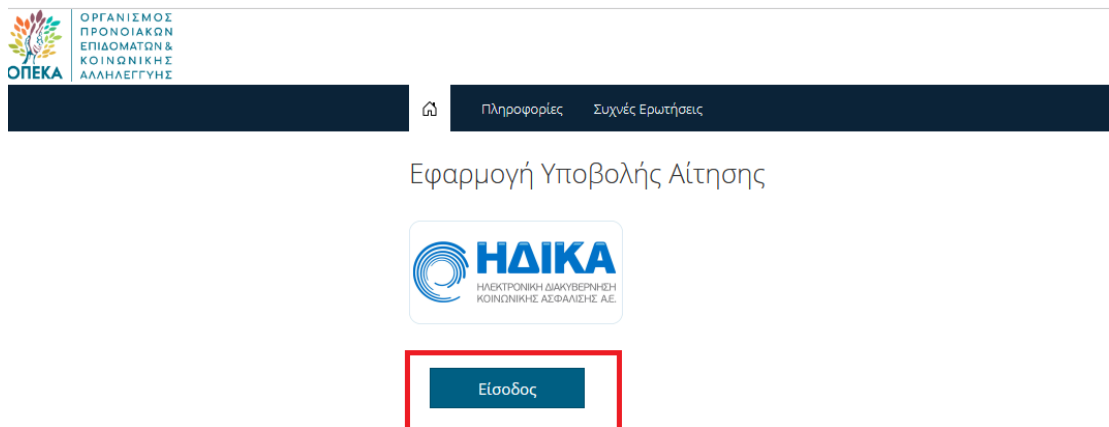 ΟΡΓΑΝΙΣΜΟΣ
ΠΡΟΝΟΙΑΚΩΝ
ΕΠΙΔΟΜΑΤΩΝ &
ΚΟΙΝΩΝΙΚΗΣ
ΑΛΛΗΛΕΓΓΥΗΣ
ΟΠΕΚΑ
Πληροφορίες Συχνές Ερωτήσεις
Εφαρμογή Υποβολής Αίτησης
ΗΔΙΚΑ
ΗΛΕΚΤΡΟΝΙΚΗ ΔΙΑΚΥΒΕΡΝΗΣΗ
ΚΟΙΝΩΝΙΚΗΣ ΑΣΦΑΛΙΣΗΣ Α.Ε.
Είσοδος